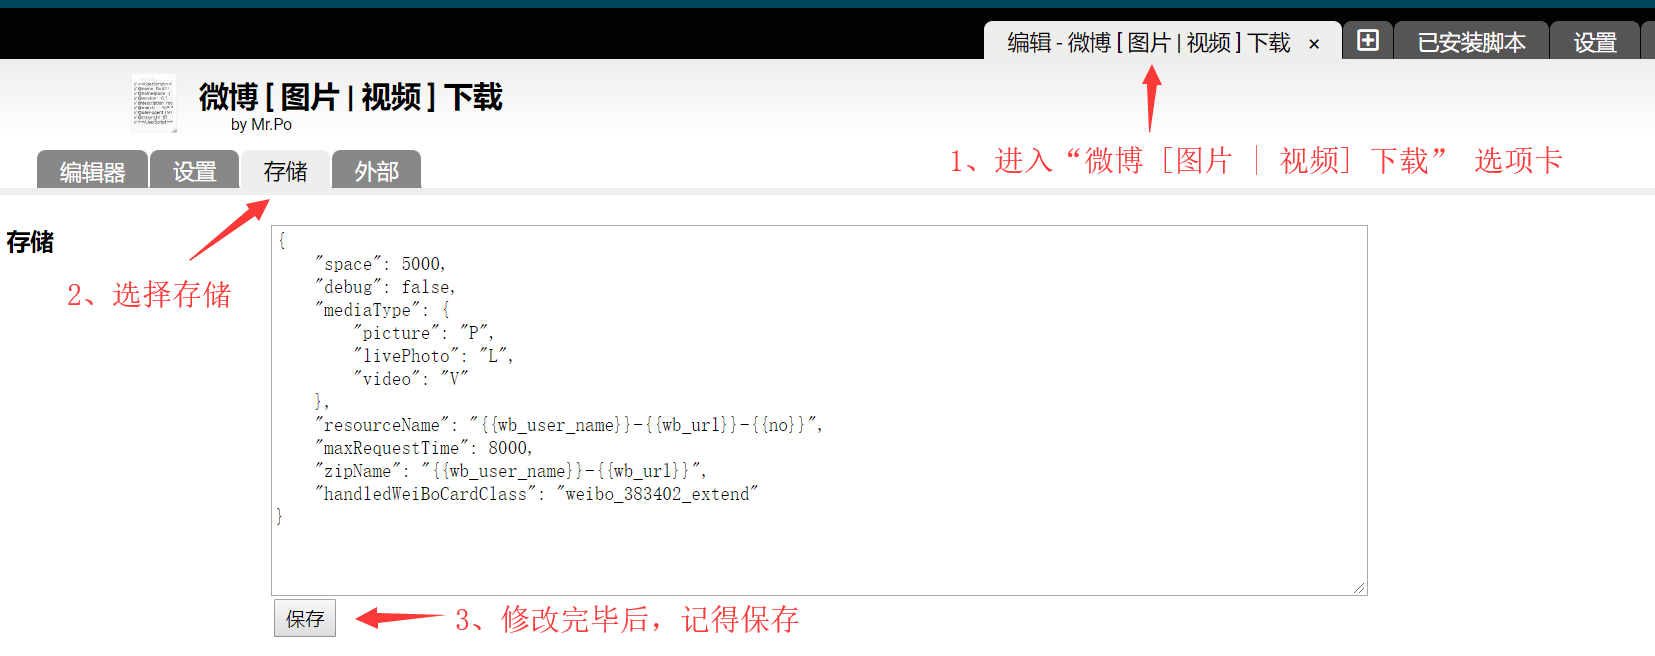 编辑 - 微博 [ 图片 | 视频 ] 下载 ×
已安装脚本
设置
微博 [ 图片 | 视频 ] 下载
by Mr.Po
1、进入“微博 [图片 | 视频] 下载” 选项卡
编辑器
设置
存储
外部
存储
2、选择存储
{
"space": 5000,
"debug": false,
"mediaType": {
"picture": "P",
"livePhoto": "L",
"video": "V"
},
"resourceName": "{{wb_user_name}}-{{wb_url}}-{{no}}",
"maxRequestTime": 8000,
"zipName": "{{wb_user_name}}-{{wb_url}}",
"handledWeiBoCardClass": "weibo_383402_extend"
}
保存
3、修改完毕后，记得保存